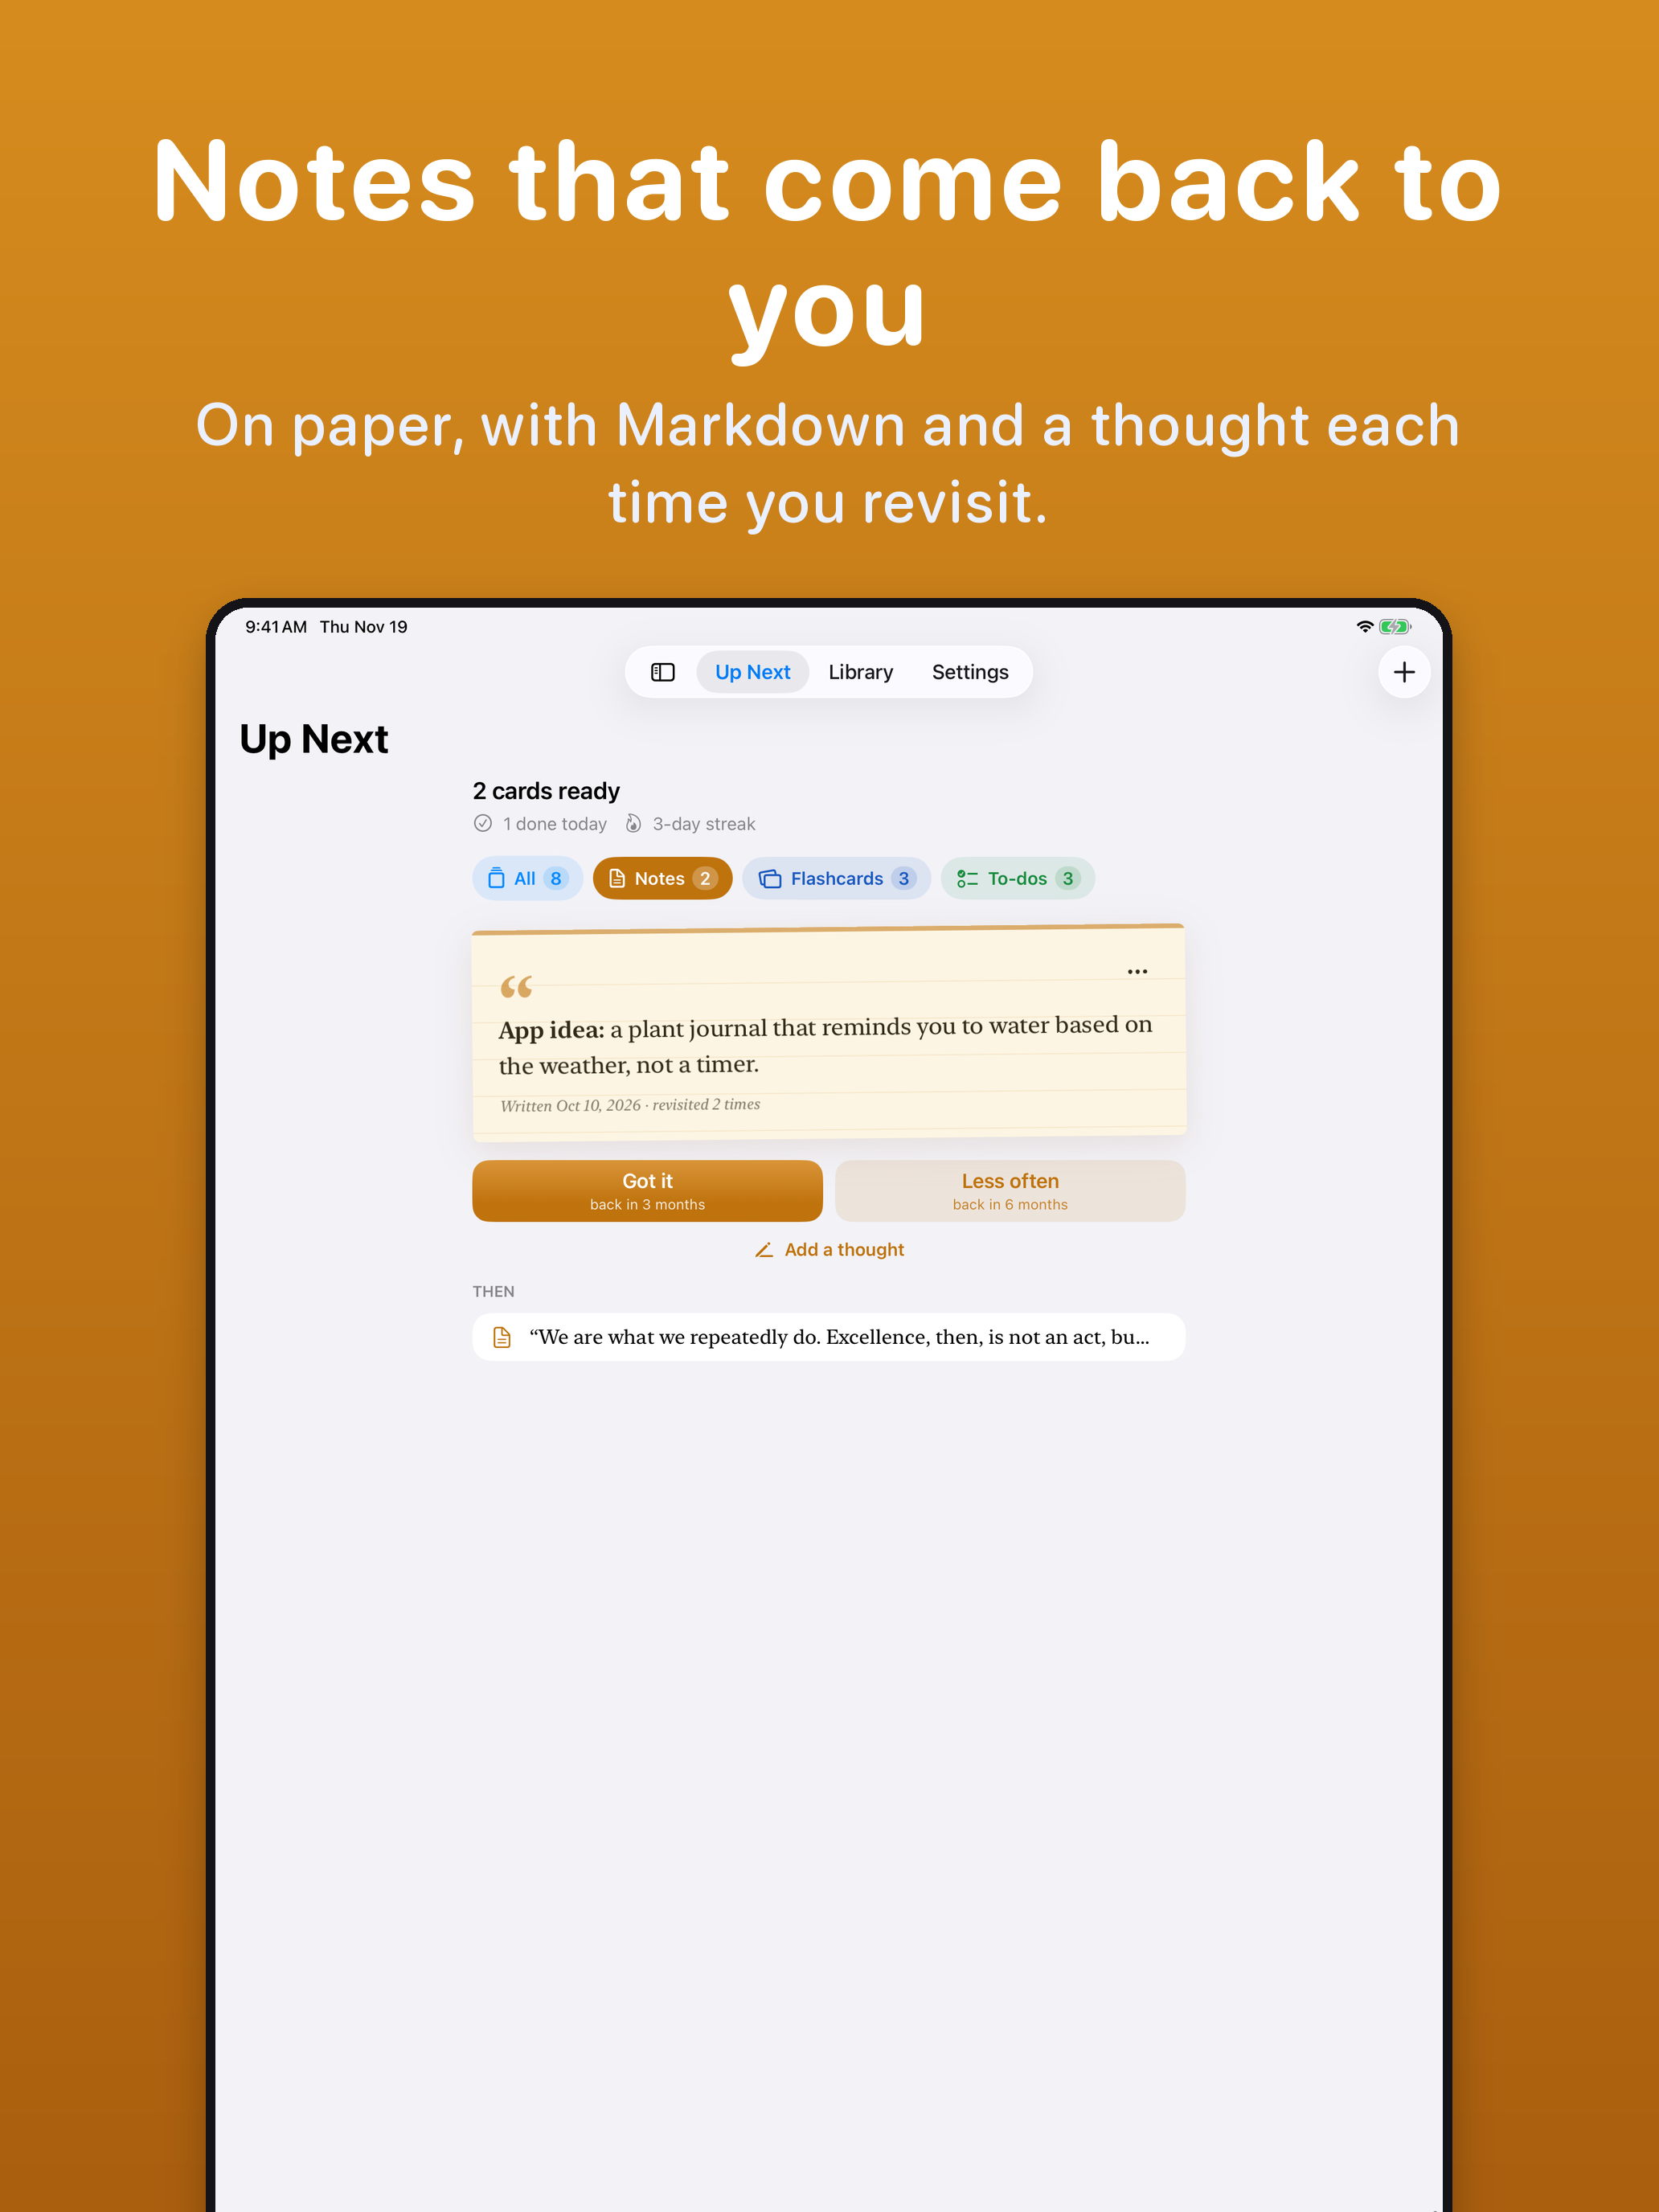 Notes that come back to
you
On paper, with Markdown and a thought each
time you revisit.
9:41 AM Thu Nov 19
Up Next Library Settings
Up Next
2 cards ready
1 done today 3-day streak
All 8 Notes 2 Flashcards 3 To-dos 3
“
App idea: a plant journal that reminds you to water based on
the weather, not a timer.
Written Oct 10, 2026 · revisited 2 times
Got it Less often
back in 3 months back in 6 months
Add a thought
THEN
“We are what we repeatedly do. Excellence, then, is not an act, bu...